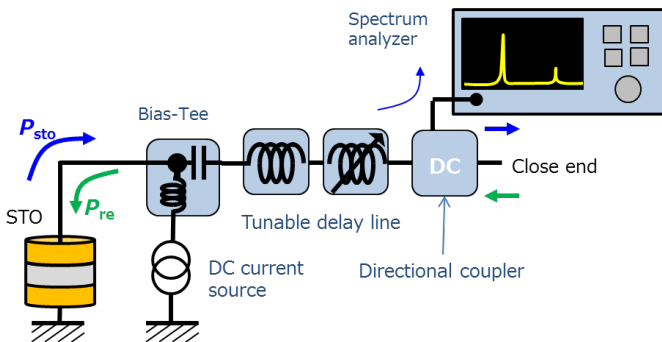 Spectrum
analyzer
Bias-Tee
Psto
DC
Close end
Pre
STO
Tunable delay line
DC current
source
Directional coupler